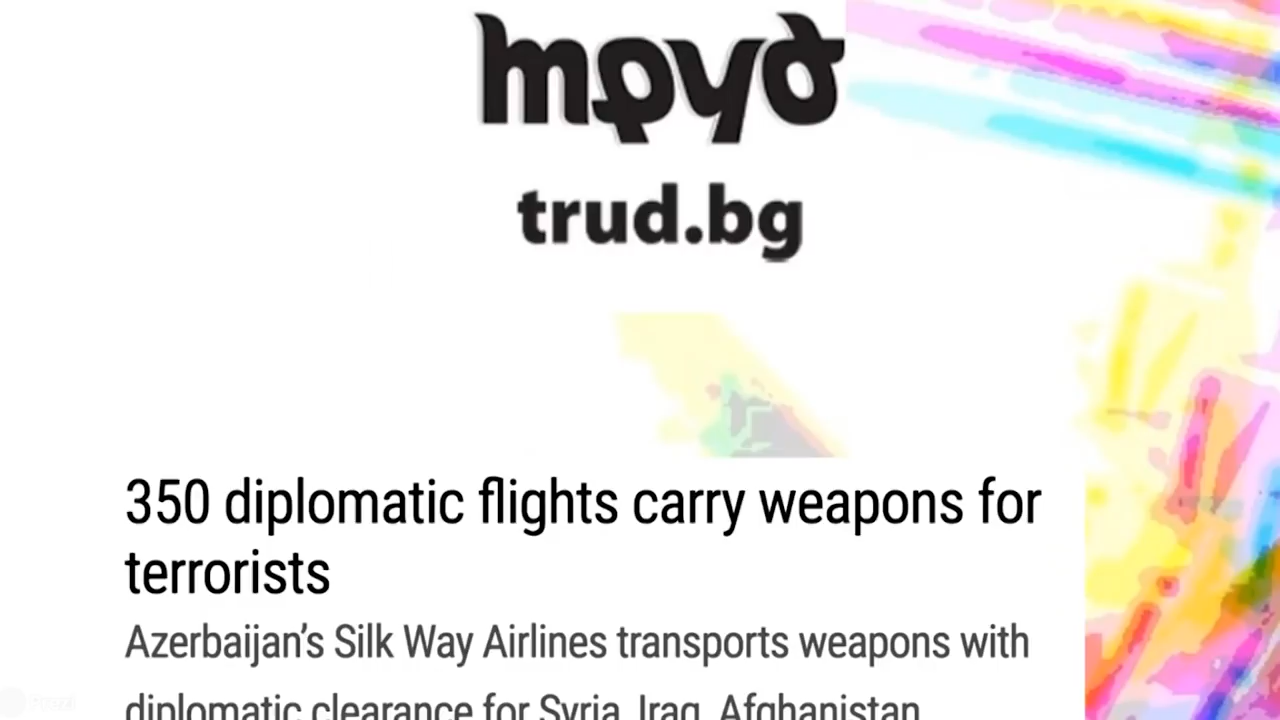 труд
trud.bg
350 diplomatic flights carry weapons for
terrorists
Azerbaijan’s Silk Way Airlines transports weapons with
diplomatic clearance for Syria, Iraq, Afghanistan,
Prezi